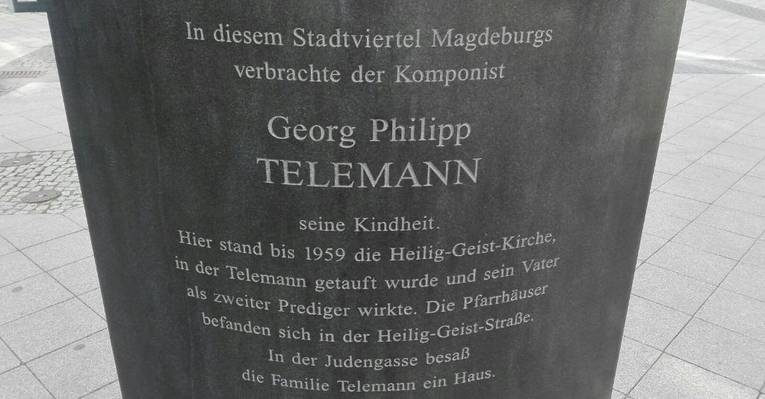 In diesem Stadtviertel Magdeburgs
verbrachte der Komponist
Georg Philipp
TELEMANN
seine Kindheit.
Hier stand bis 1959 die Heilig-Geist-Kirche,
in der Telemann getauft wurde und sein Vater
als zweiter Prediger wirkte. Die Pfarrhäuser
befanden sich in der Heilig-Geist-Straße.
In der Judengasse besaß
die Familie Telemann ein Haus.